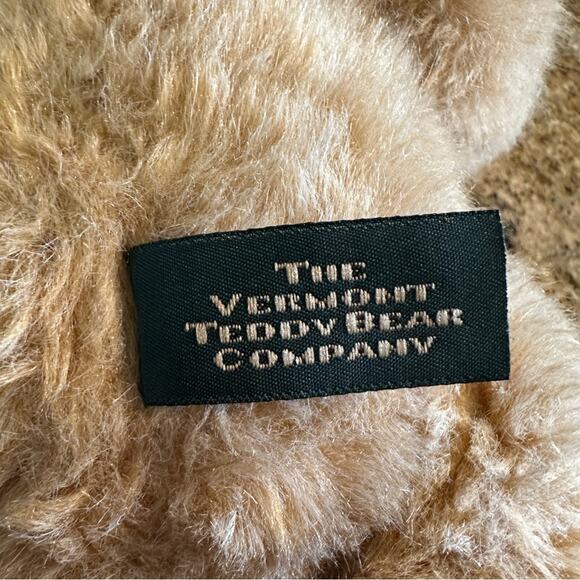 THE
VERMONT
TEDDY BEAR
COMPANY